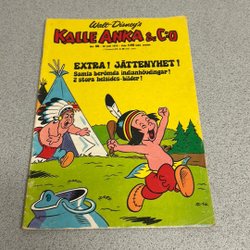 Walt Disney's
KALLE ANKA & C:O
EXTRA! JÄTTENYHET!
Samla berömda indianhövdingar!
2 stora helsides-bilder!